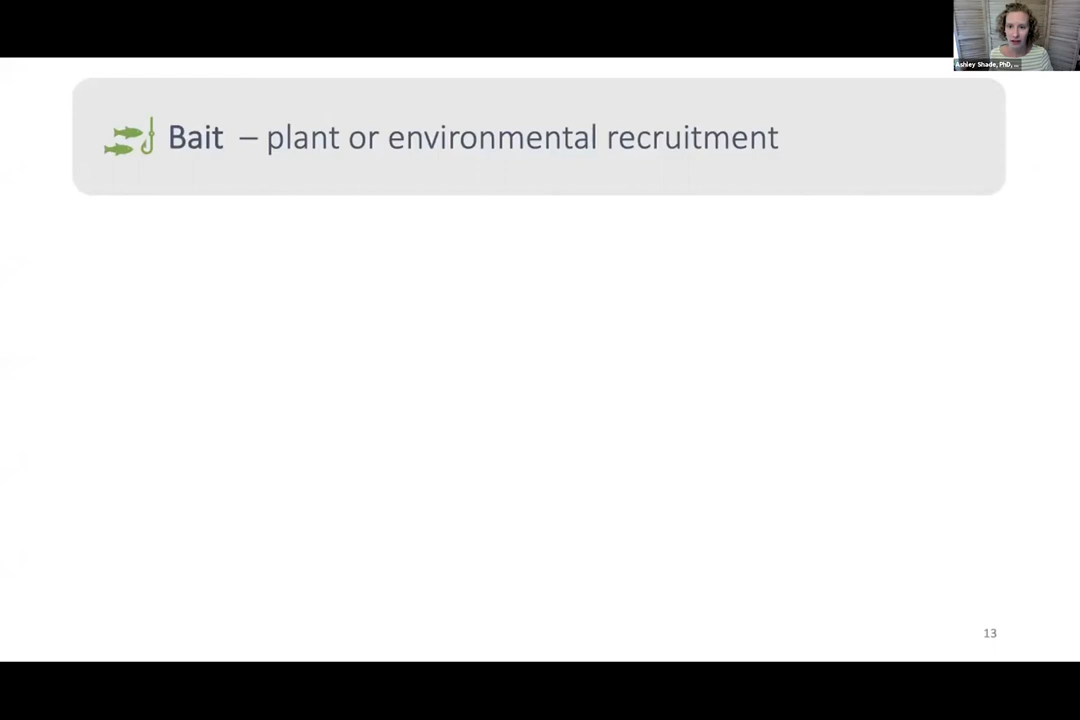 Ashley Shade, PhD, ...
Bait – plant or environmental recruitment
13